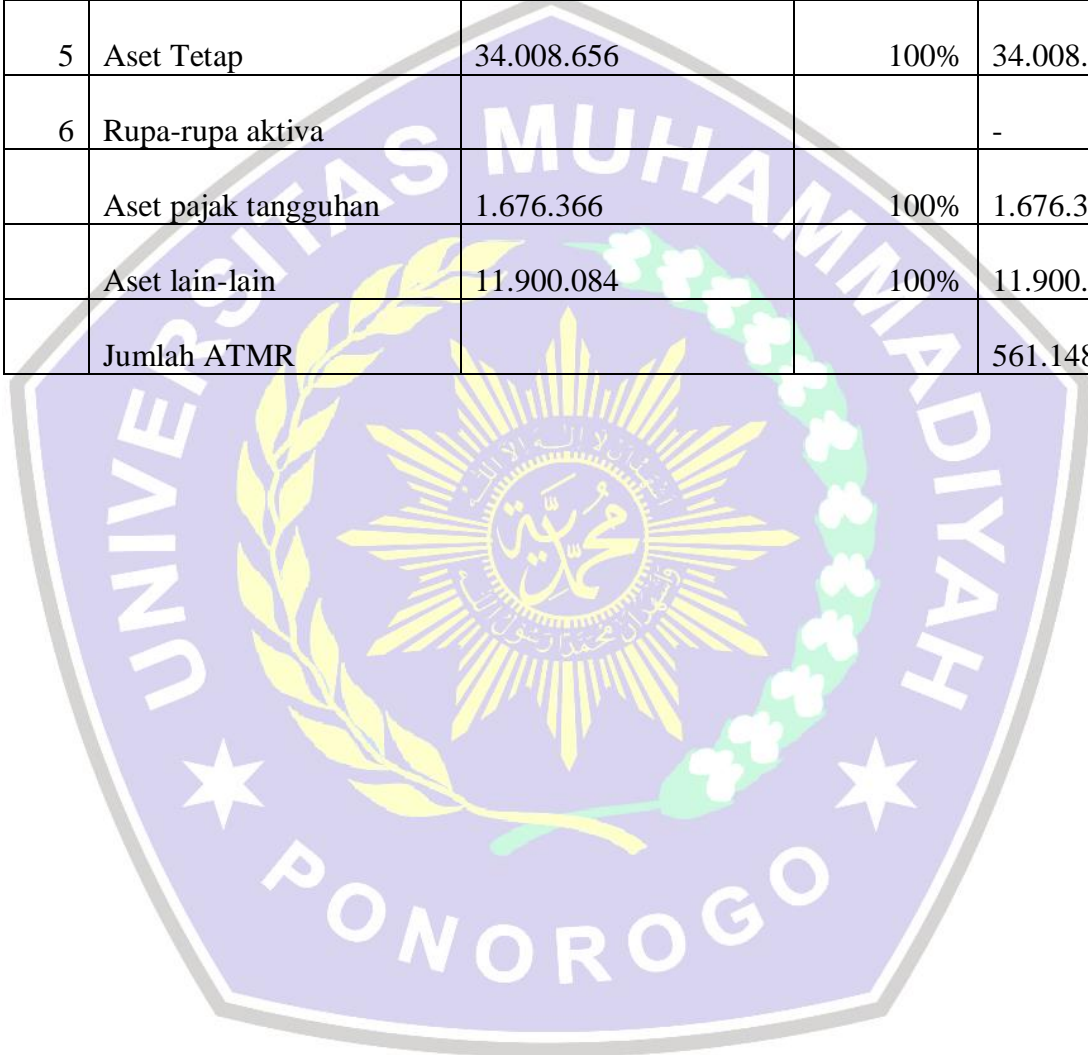 5 Aset Tetap 34.008.656 100% 34.008.
6 Rupa-rupa aktiva -
Aset pajak tangguhan 1.676.366 100% 1.676.3
Aset lain-lain 11.900.084 100% 11.900.
Jumlah ATMR 561.148
UNIVERSITAS MUHAMMADIYAH
محمدية
PONOROGO